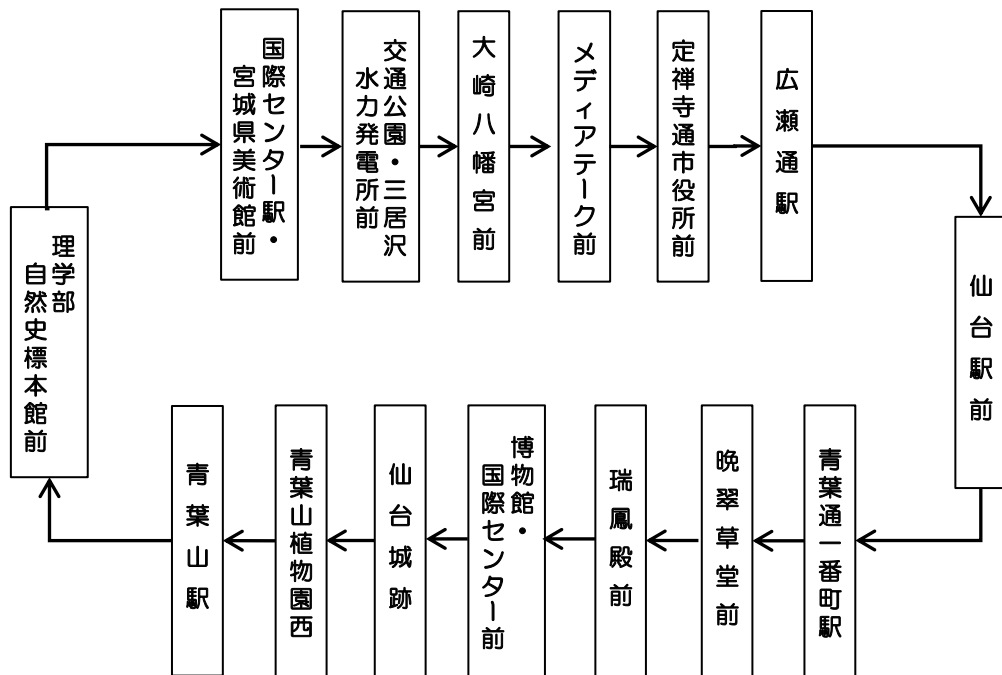 国際センター駅・
宮城県美術館前
交通公園・三居沢
水力発電所前
大崎八幡宮前
メディアテーク前
定禅寺通市役所前
広瀬通駅
仙台駅前
青葉通一番町駅
晩翠草堂前
瑞鳳殿前
博物館・
国際センター前
仙台城跡
青葉山植物園西
青葉山駅
理学部
自然史標本館前